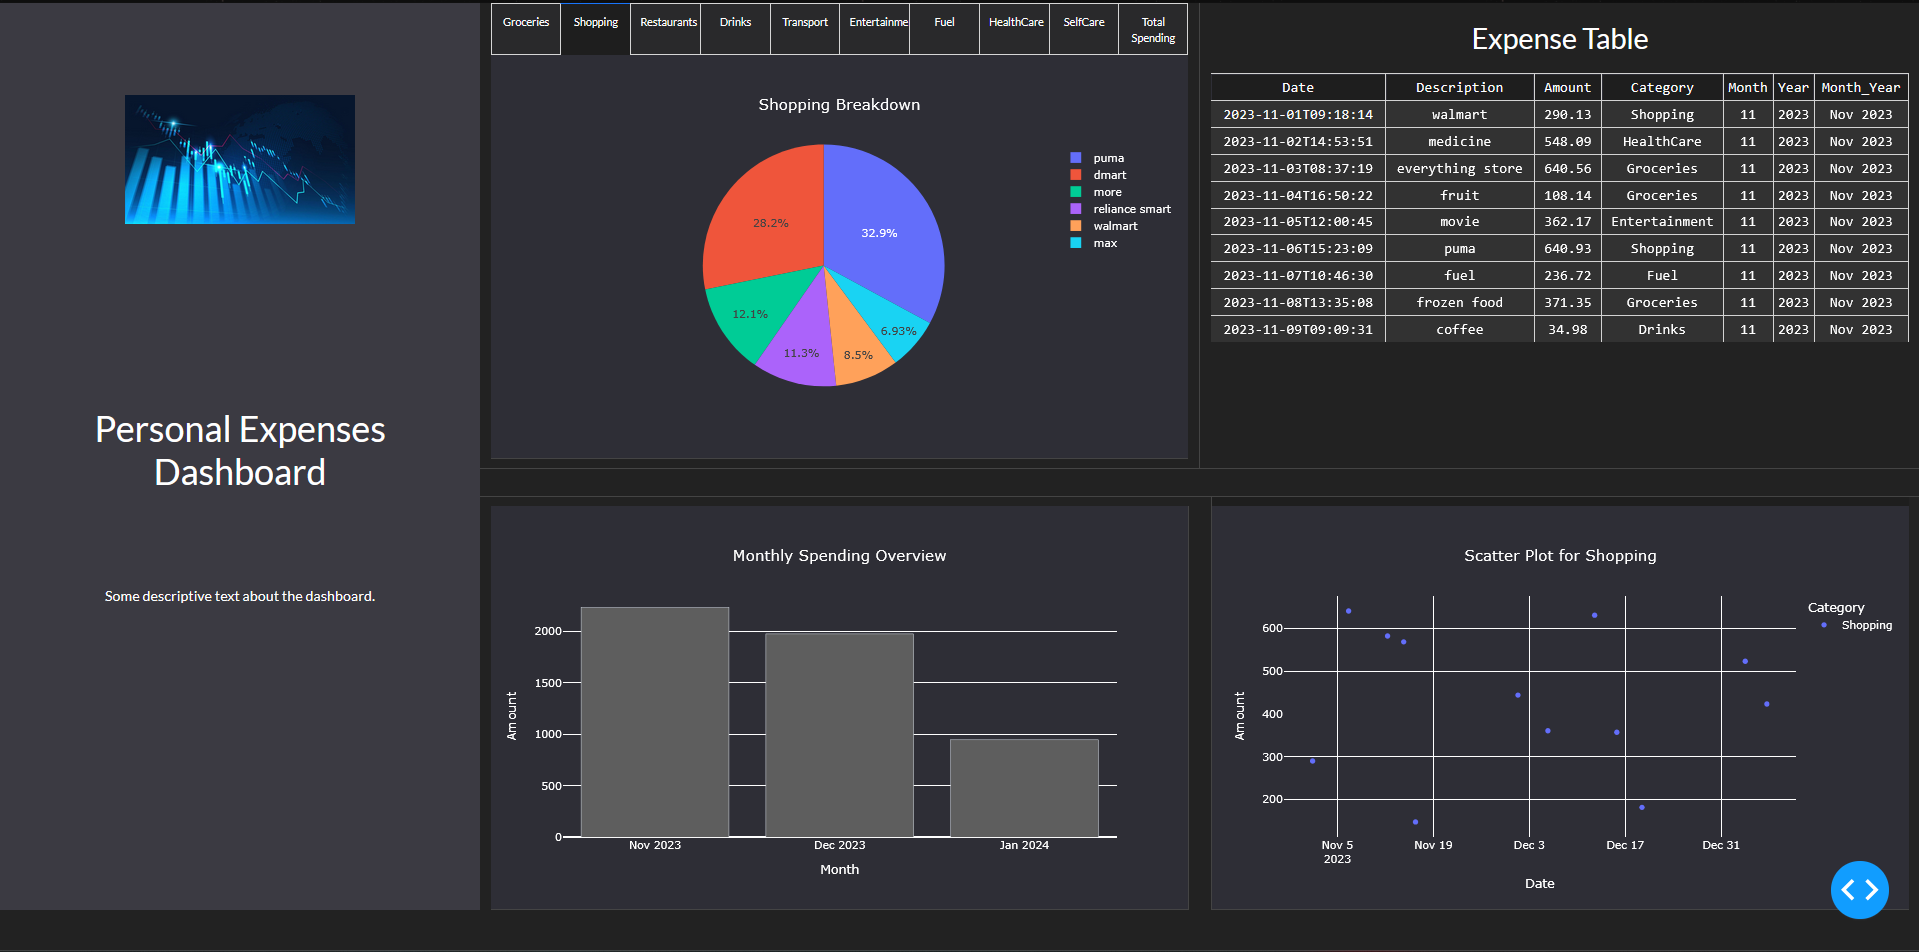 Personal Expenses
Dashboard
Some descriptive text about the dashboard.
Groceries Shopping Restaurants Drinks Transport Entertainme Fuel HealthCare SelfCare Total
Spending
Shopping Breakdown
32.9%
28.2%
12.1%
11.3%
8.5%
6.93%
puma
dmart
more
reliance smart
walmart
max
Expense Table
Date Description Amount Category Month Year Month_Year
2023-11-01T09:18:14 walmart 290.13 Shopping 11 2023 Nov 2023
2023-11-02T14:53:51 medicine 548.09 HealthCare 11 2023 Nov 2023
2023-11-03T08:37:19 everything store 640.56 Groceries 11 2023 Nov 2023
2023-11-04T16:50:22 fruit 108.14 Groceries 11 2023 Nov 2023
2023-11-05T12:00:45 movie 362.17 Entertainment 11 2023 Nov 2023
2023-11-06T15:23:09 puma 640.93 Shopping 11 2023 Nov 2023
2023-11-07T10:46:30 fuel 236.72 Fuel 11 2023 Nov 2023
2023-11-08T13:35:08 frozen food 371.35 Groceries 11 2023 Nov 2023
2023-11-09T09:09:31 coffee 34.98 Drinks 11 2023 Nov 2023
Monthly Spending Overview
Amount
2000
1500
1000
500
0
Nov 2023 Dec 2023 Jan 2024
Month
Scatter Plot for Shopping
Amount
600
500
400
300
200
Nov 5 Nov 19 Dec 3 Dec 17 Dec 31
2023
Date
Category
Shopping